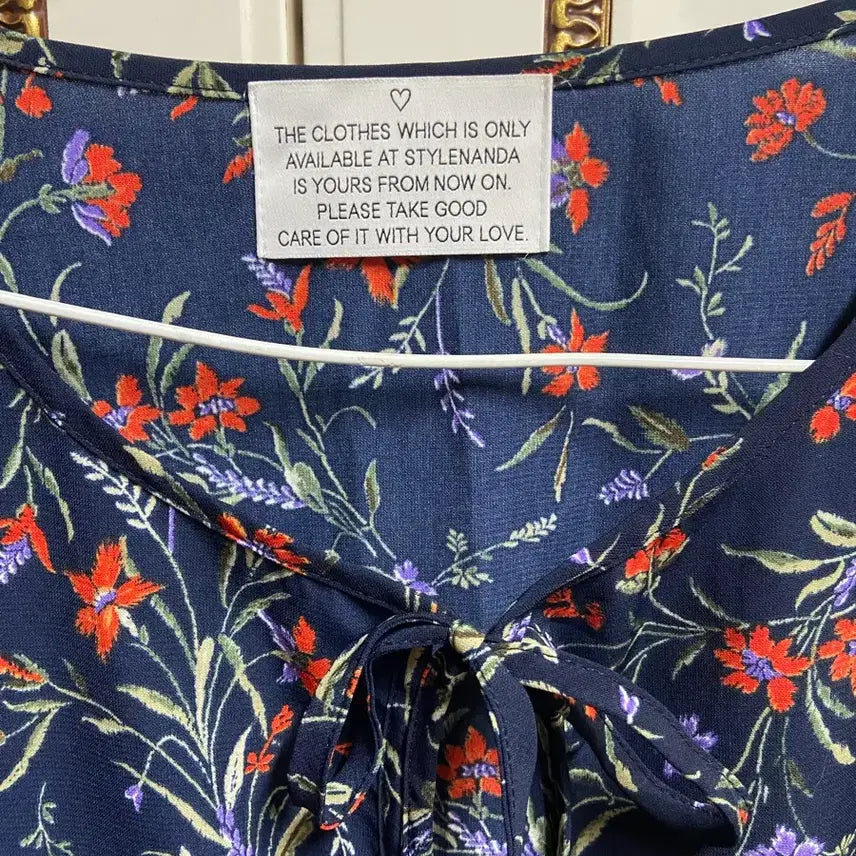 THE CLOTHES WHICH IS ONLY
AVAILABLE AT STYLENANDA
IS YOURS FROM NOW ON.
PLEASE TAKE GOOD
CARE OF IT WITH YOUR LOVE.